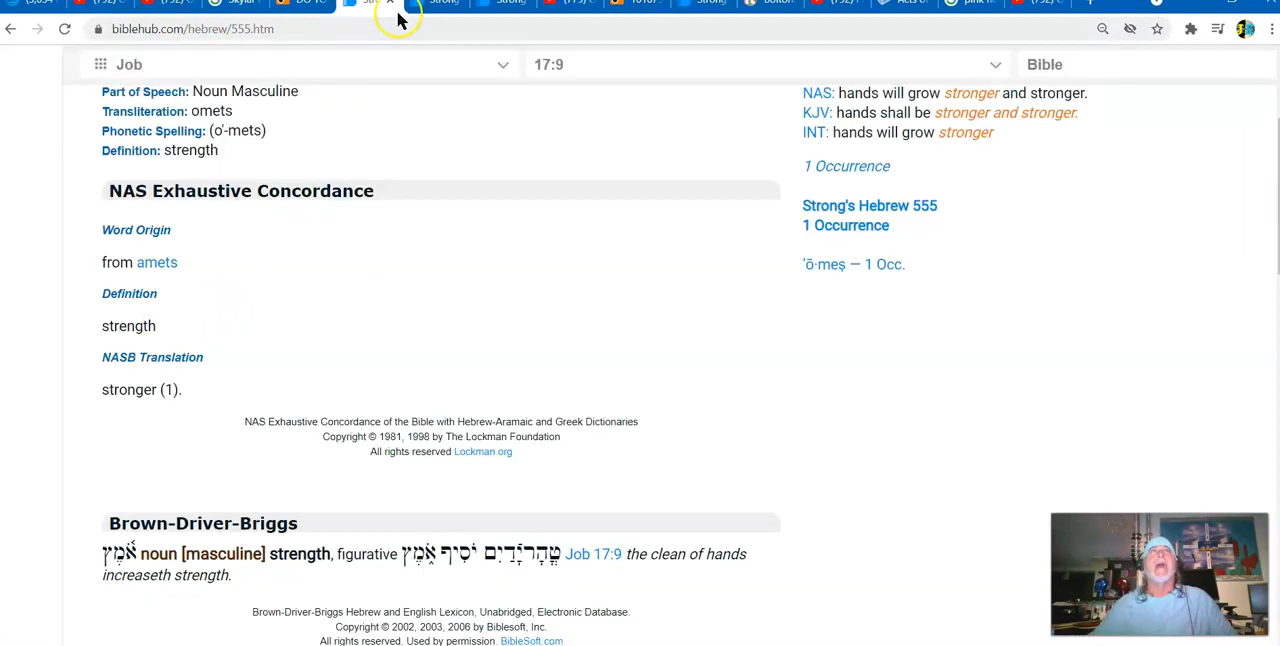 biblehub.com/hebrew/555.htm
Job 17:9 Bible
Part of Speech: Noun Masculine
Transliteration: omets
Phonetic Spelling: (o'-mets)
Definition: strength
NAS Exhaustive Concordance
Word Origin
from amets
Definition
strength
NASB Translation
stronger (1).
NAS Exhaustive Concordance of the Bible with Hebrew-Aramaic and Greek Dictionaries
Copyright © 1981, 1998 by The Lockman Foundation
All rights reserved Lockman.org
Brown-Driver-Briggs
אֹ֫מֶץ noun [masculine] strength, figurative טֳהָריָֿדַיִם יֹסִיף אֹ֑מֶץ Job 17:9 the clean of hands
increaseth strength.
Brown-Driver-Briggs Hebrew and English Lexicon, Unabridged, Electronic Database.
Copyright © 2002, 2003, 2006 by Biblesoft, Inc.
All rights reserved. Used by permission. BibleSoft.com
NAS: hands will grow stronger and stronger.
KJV: hands shall be stronger and stronger.
INT: hands will grow stronger
1 Occurrence
Strong's Hebrew 555
1 Occurrence
’ō·meṣ — 1 Occ.